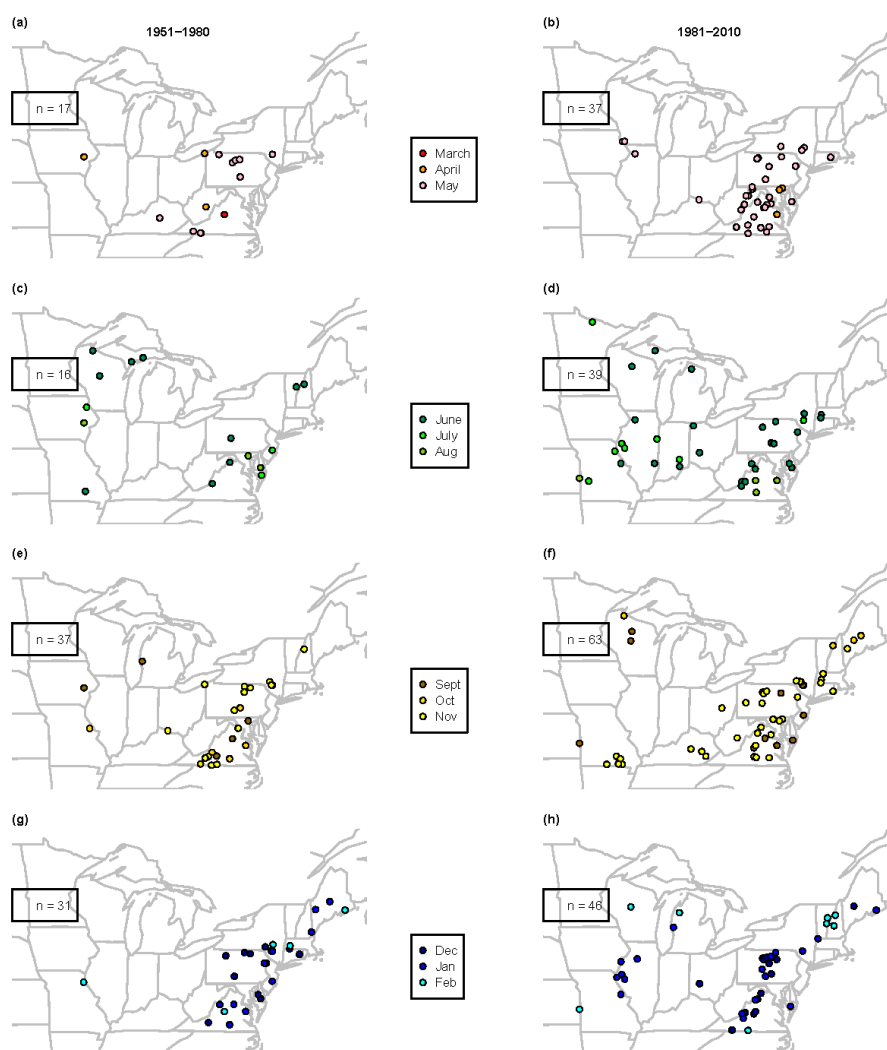 (a)
1951–1980
(b)
1981–2010
n = 17
n = 37
March
April
May
(c)
(d)
n = 16
n = 39
June
July
Aug
(e)
(f)
n = 37
n = 63
Sept
Oct
Nov
(g)
(h)
n = 31
n = 46
Dec
Jan
Feb